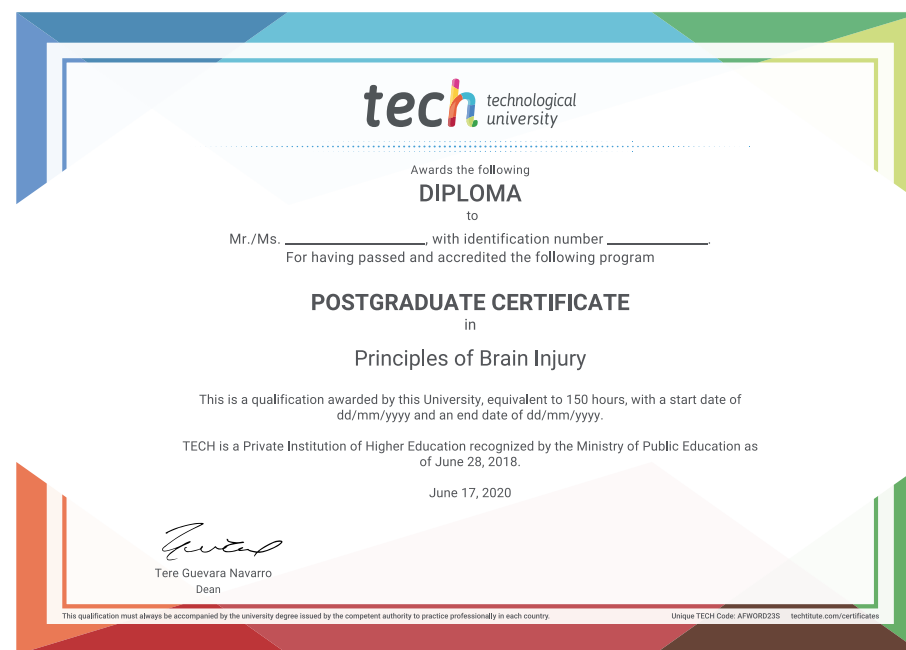 tech technological
university
Awards the following
DIPLOMA
to
Mr./Ms. ____________, with identification number ____________.
For having passed and accredited the following program
POSTGRADUATE CERTIFICATE
in
Principles of Brain Injury
This is a qualification awarded by this University, equivalent to 150 hours, with a start date of
dd/mm/yyyy and an end date of dd/mm/yyyy.
TECH is a Private Institution of Higher Education recognized by the Ministry of Public Education as
of June 28, 2018.
June 17, 2020
Tere Guevara Navarro
Dean
This qualification must always be accompanied by the university degree issued by the competent authority to practice professionally in each country. Unique TECH Code: AFWORD23S techtitute.com/certificates